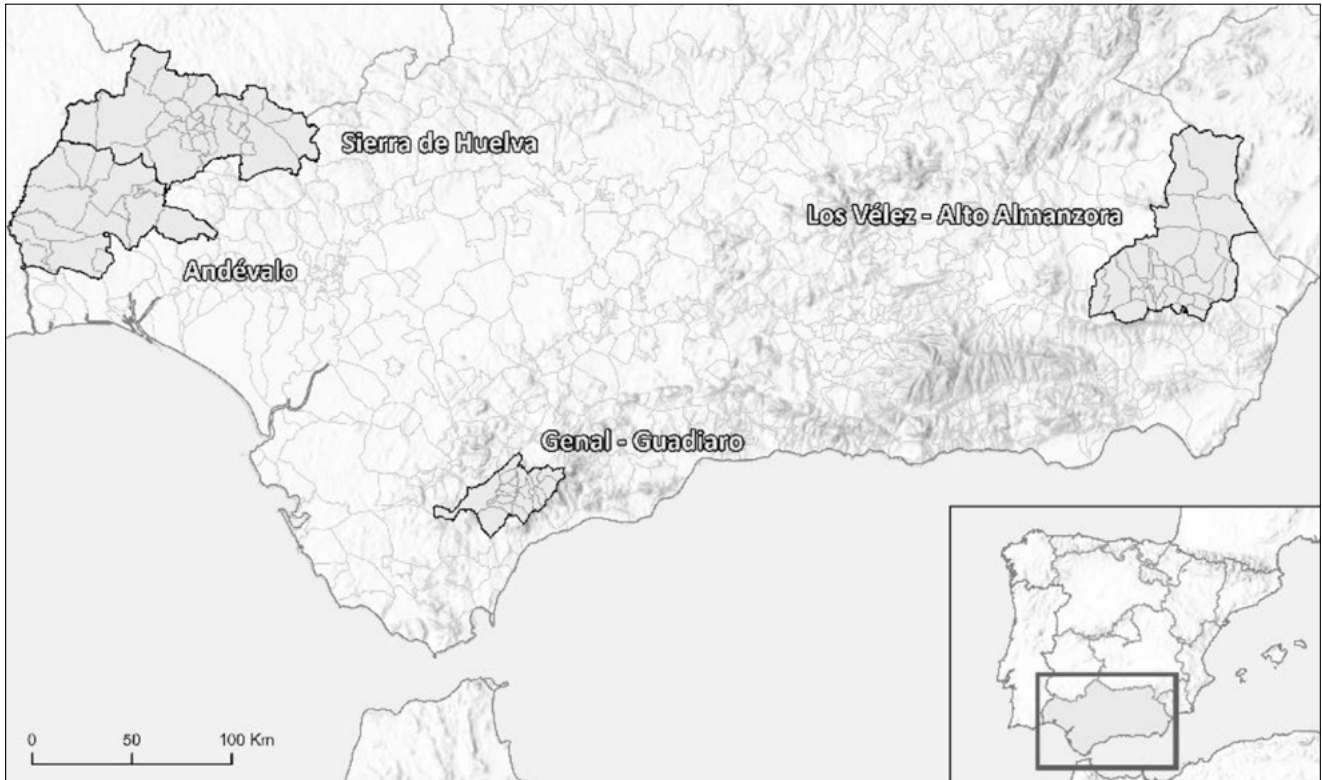 Sierra de Huelva
Los Vélez - Alto Almanzora
Andévalo
Genal - Guadiaro
0 50 100 Km